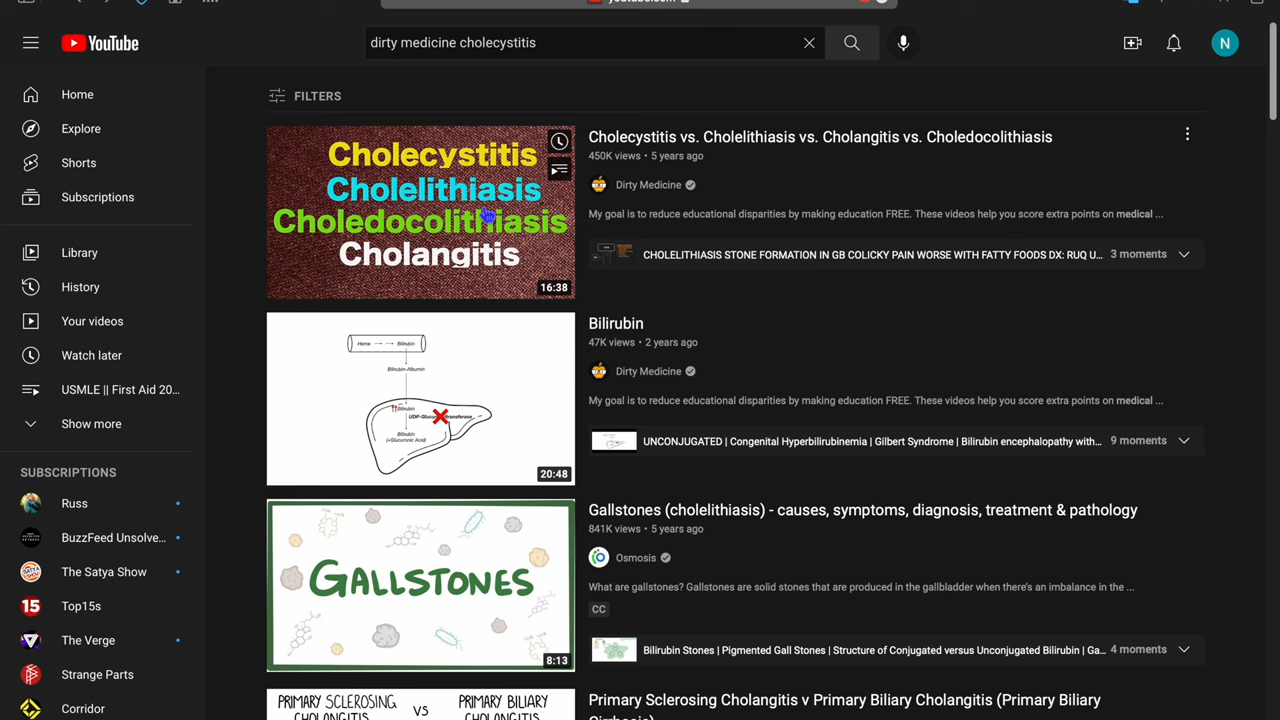 youtube.com
YouTube
dirty medicine cholecystitis
N
Home
Explore
Shorts
Subscriptions
Library
History
Your videos
Watch later
USMLE || First Aid 20...
Show more
SUBSCRIPTIONS
Russ
BuzzFeed Unsolve...
The Satya Show
15
Top15s
The Verge
Strange Parts
Corridor
FILTERS
Cholecystitis
Cholelithiasis
Choledocolithiasis
Cholangitis
16:38
Cholecystitis vs. Cholelithiasis vs. Cholangitis vs. Choledocolithiasis
450K views • 5 years ago
Dirty Medicine
My goal is to reduce educational disparities by making education FREE. These videos help you score extra points on medical ...
CHOLELITHIASIS STONE FORMATION IN GB COLICKY PAIN WORSE WITH FATTY FOODS DX: RUQ U...
3 moments
Heme → → Bilirubin
Bilirubin-Albumin
!! Bilirubin
Bilirubin
(+Glucuronic Acid)
20:48
Bilirubin
47K views • 2 years ago
Dirty Medicine
My goal is to reduce educational disparities by making education FREE. These videos help you score extra points on medical ...
UNCONJUGATED | Congenital Hyperbilirubinemia | Gilbert Syndrome | Bilirubin encephalopathy with...
9 moments
GALLSTONES
8:13
Gallstones (cholelithiasis) - causes, symptoms, diagnosis, treatment & pathology
841K views • 5 years ago
Osmosis
What are gallstones? Gallstones are solid stones that are produced in the gallbladder when there's an imbalance in the ...
CC
Bilirubin Stones | Pigmented Gall Stones | Structure of Conjugated versus Unconjugated Bilirubin | Ga...
4 moments
PRIMARY SCLEROSING
CHOLANGITIS
VS
PRIMARY BILIARY
CHOLANGITIS
Primary Sclerosing Cholangitis v Primary Biliary Cholangitis (Primary Biliary
Cirrhosis)